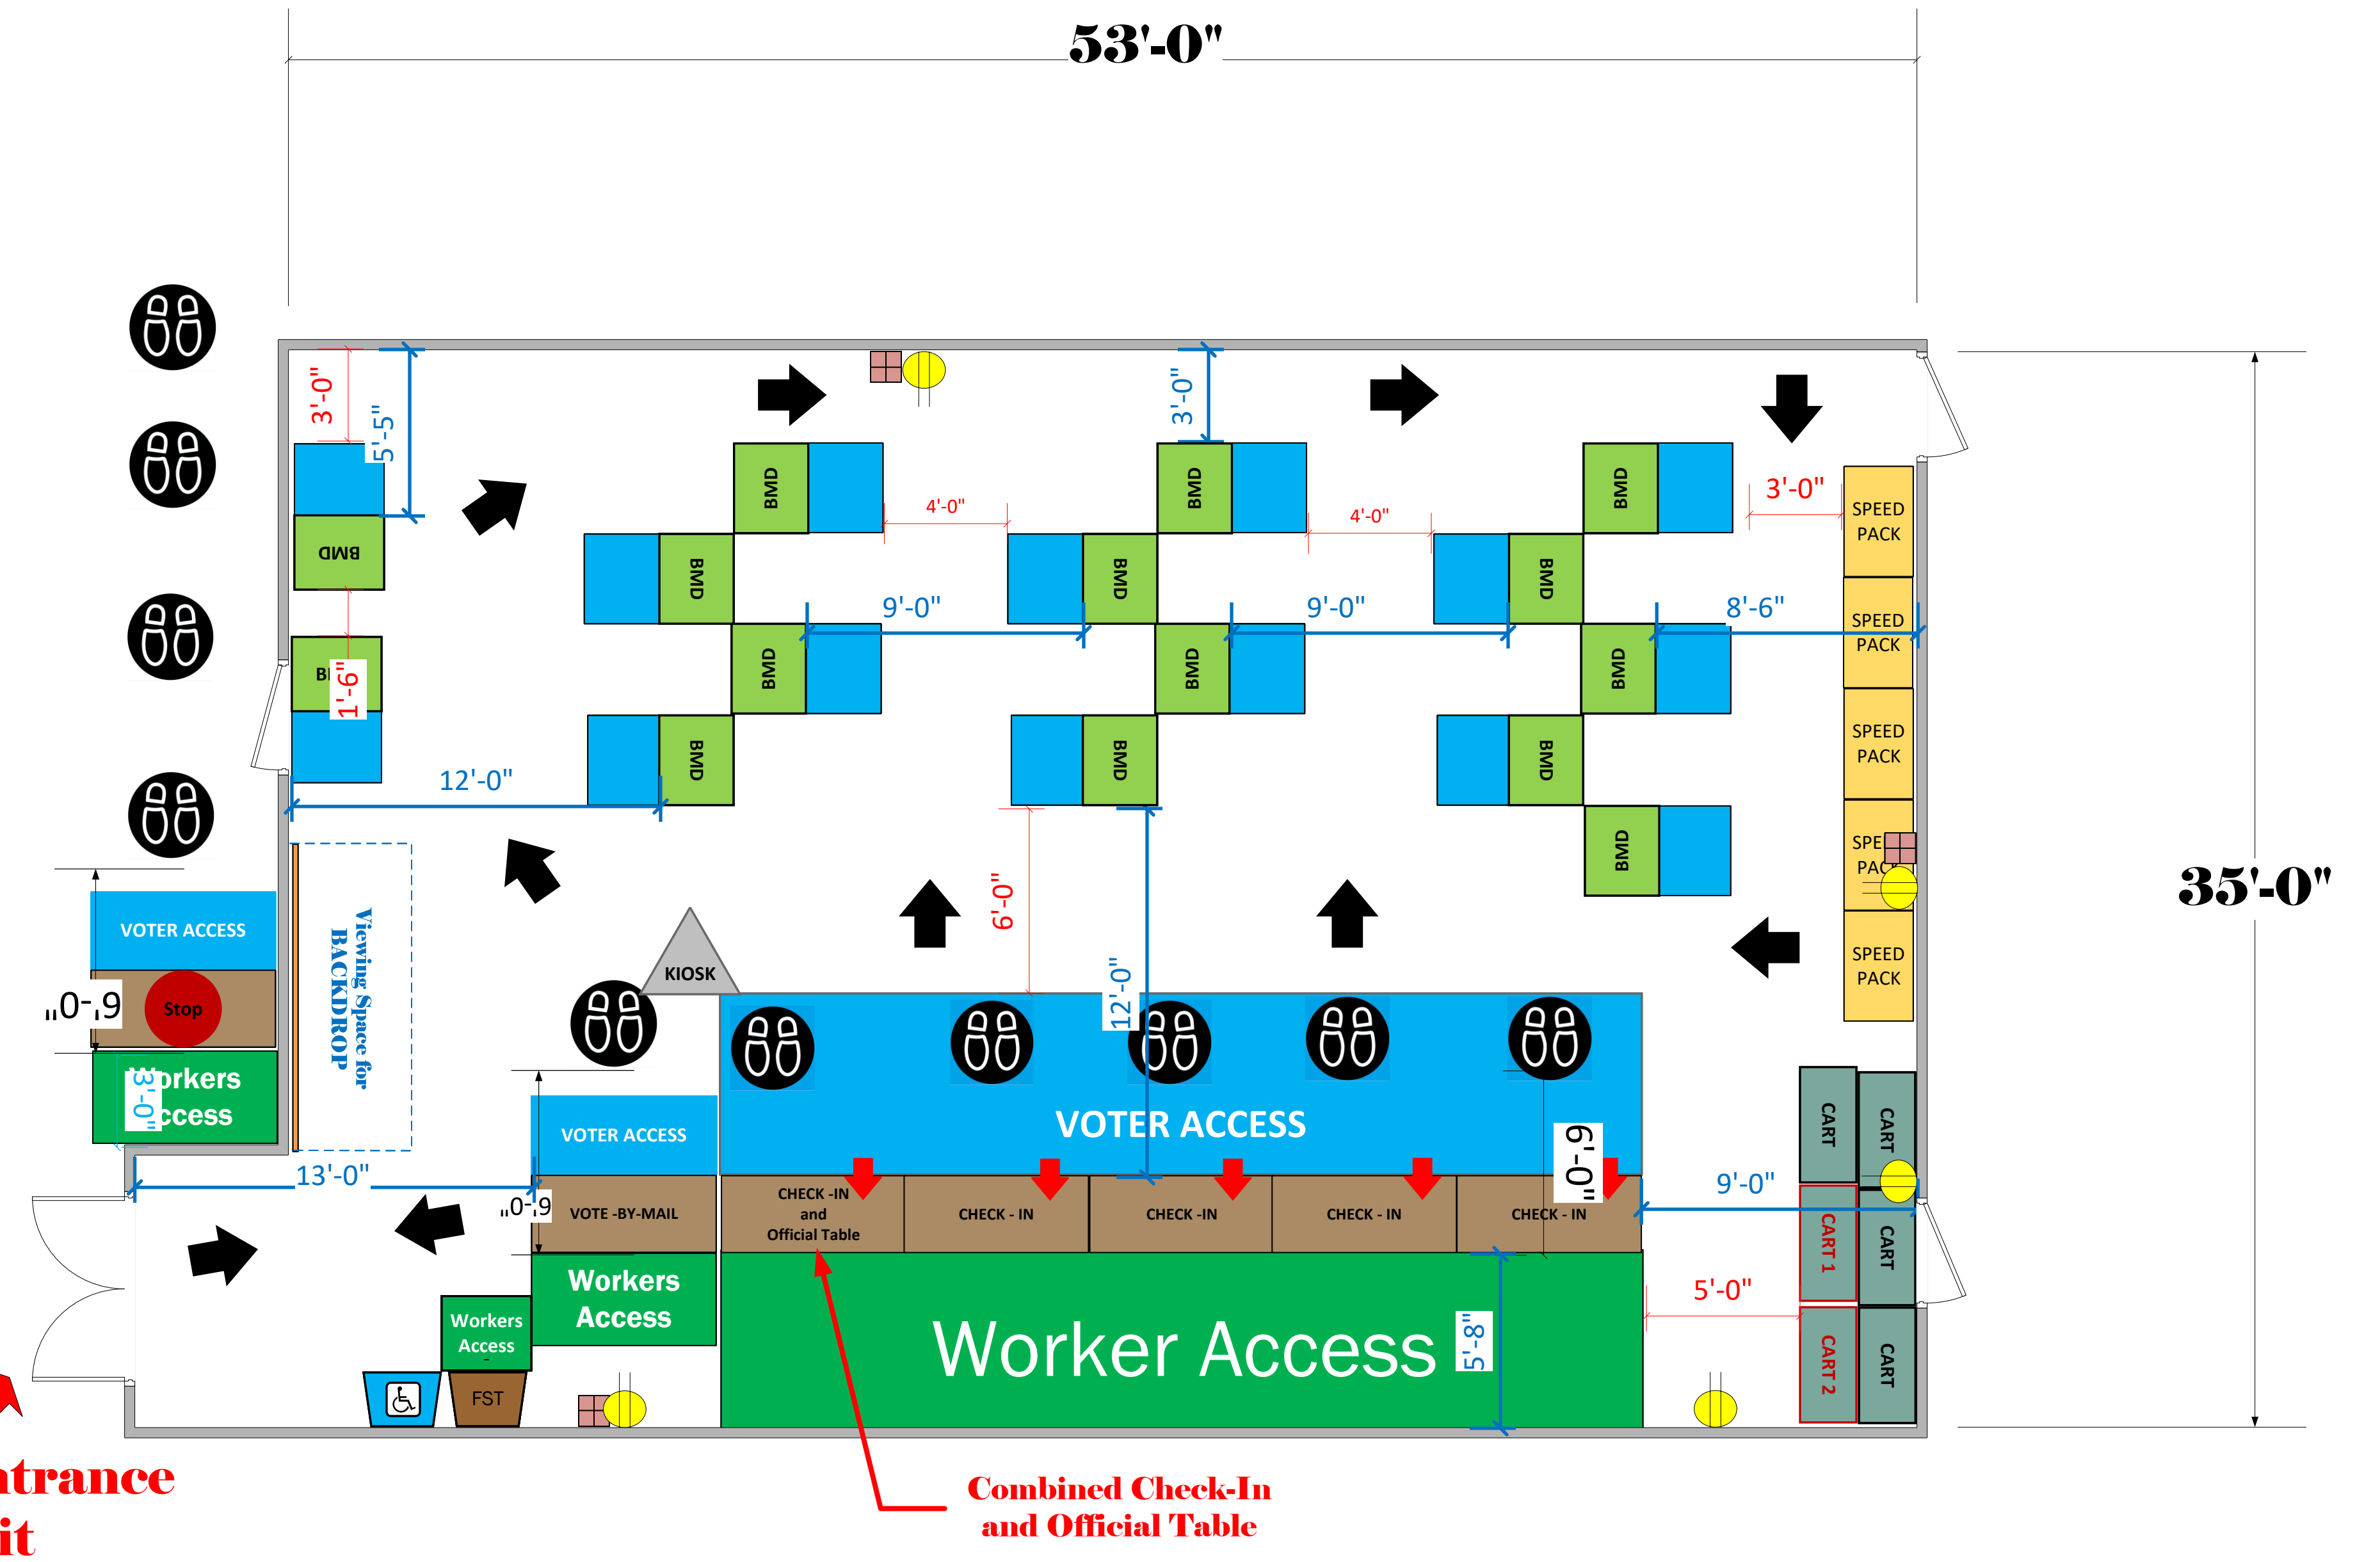 53'-0"
3'-0"
5'-5"
3'-0"
BMD
BMD
BMD
3'-0"
SPEED
PACK
4'-0"
4'-0"
BMD
BMD
BMD
BMD
9'-0"
9'-0"
8'-6"
SPEED
PACK
1'-6"
BMD
BMD
BMD
SPEED
PACK
12'-0"
BMD
BMD
BMD
BMD
SPEED
PACK
35'-0"
VOTER ACCESS
Viewing Space for
BACKDROP
6'-0"
KIOSK
SPEED
PACK
6'-0"
Stop
12'-0"
Workers
Access
3'-0"
VOTER ACCESS
VOTER ACCESS
6'-0"
CART
CART
13'-0"
9'-0"
6'-0"
VOTE -BY-MAIL
CHECK -IN
and
Official Table
CHECK - IN
CHECK -IN
CHECK - IN
CHECK - IN
CART 1
CART
Workers
Access
5'-0"
Workers
Access
-
Worker Access
5'-8"
CART 2
CART
FST
Combined Check-In
and Official Table